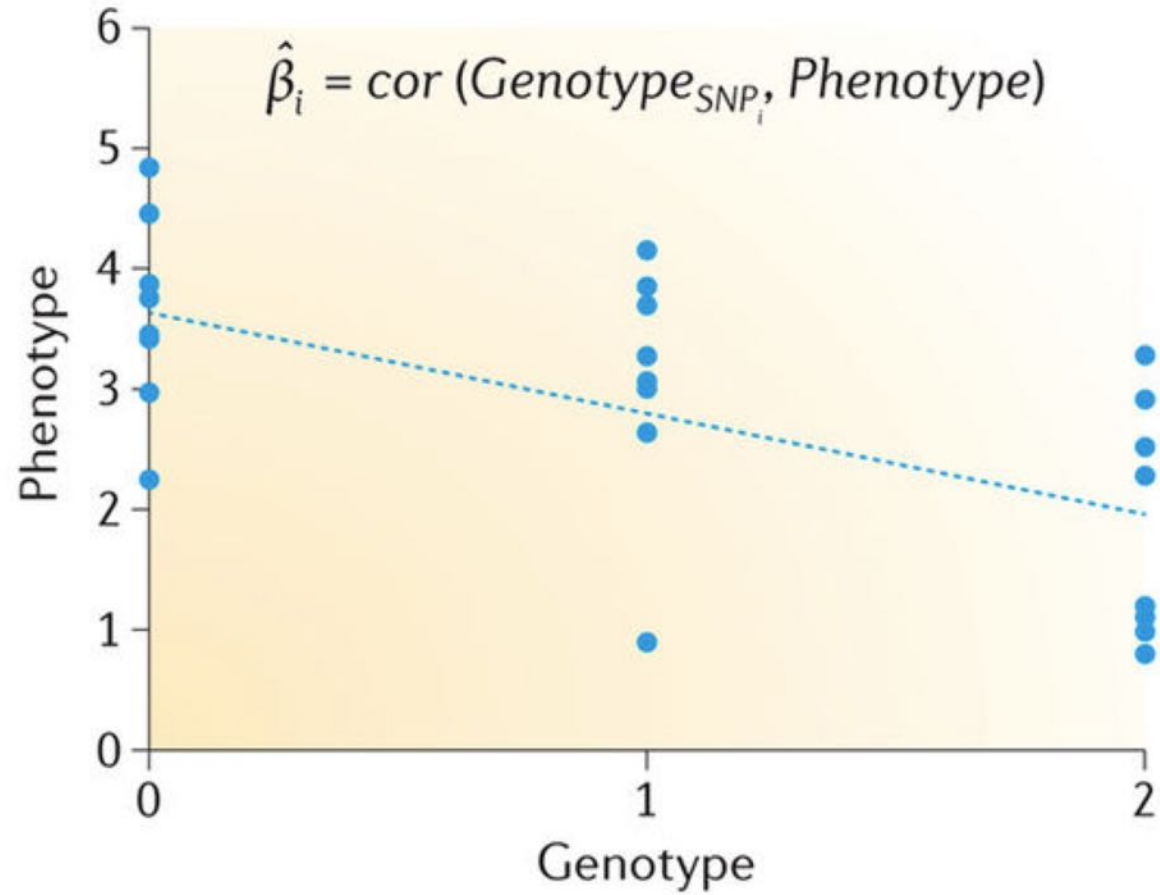 6
β̂ᵢ = cor (Genotype_SNPᵢ, Phenotype)
5
4
3
2
1
0
Phenotype
0 1 2
Genotype